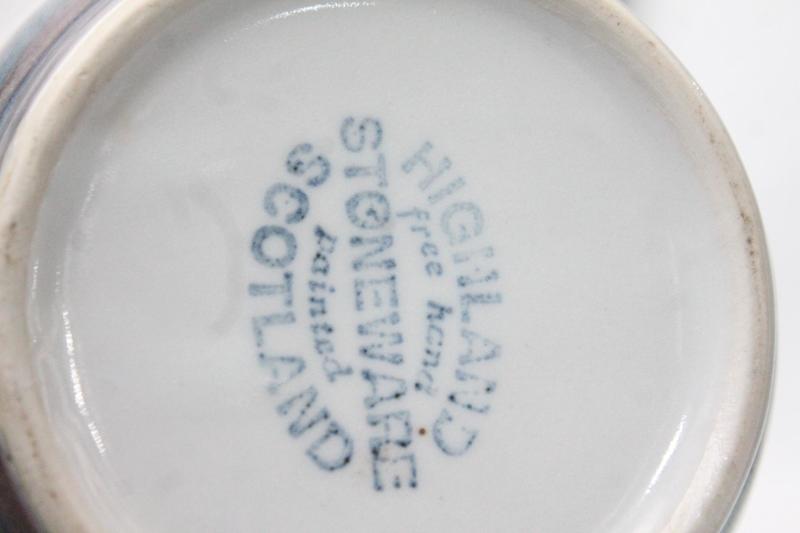 HIGHLAND
free hand
STONEWARE
painted
SCOTLAND